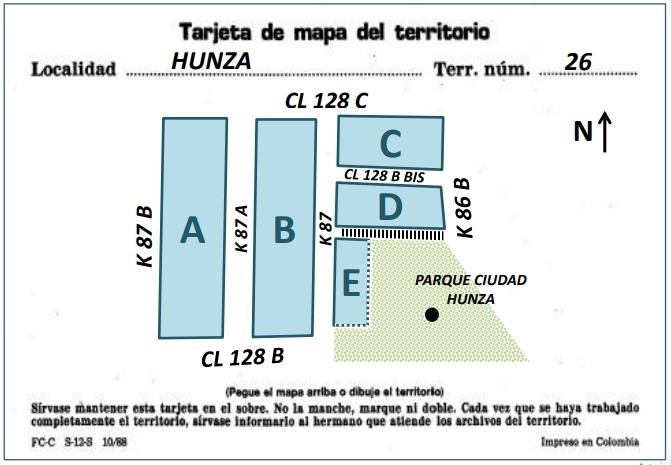 Tarjeta de mapa del territorio
Localidad HUNZA Terr. núm. 26
CL 128 C
N
C
CL 128 B BIS
K 87 B
A
K 87 A
B
K 87
D
K 86 B
E
PARQUE CIUDAD
HUNZA
CL 128 B
(Pegue el mapa arriba o dibuje el territorio)
Sírvase mantener esta tarjeta en el sobre. No la manche, marque ni doble. Cada vez que se haya trabajado
completamente el territorio, sírvase informarlo al hermano que atiende los archivos del territorio.
FC-C S-12-S 10/88 Impreso en Colombia